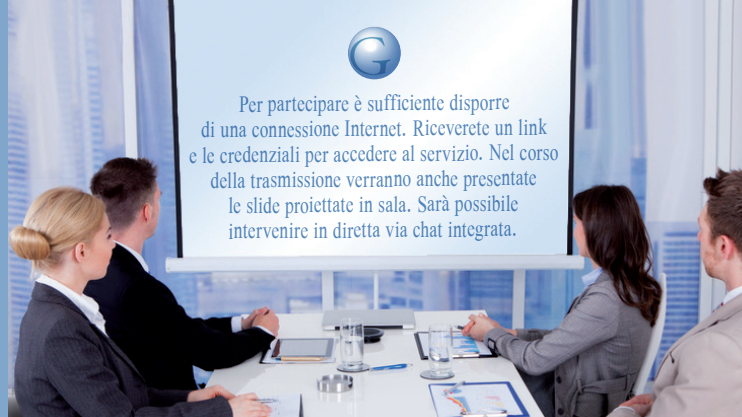 G
Per partecipare è sufficiente disporre
di una connessione Internet. Riceverete un link
e le credenziali per accedere al servizio. Nel corso
della trasmissione verranno anche presentate
le slide proiettate in sala. Sarà possibile
intervenire in diretta via chat integrata.